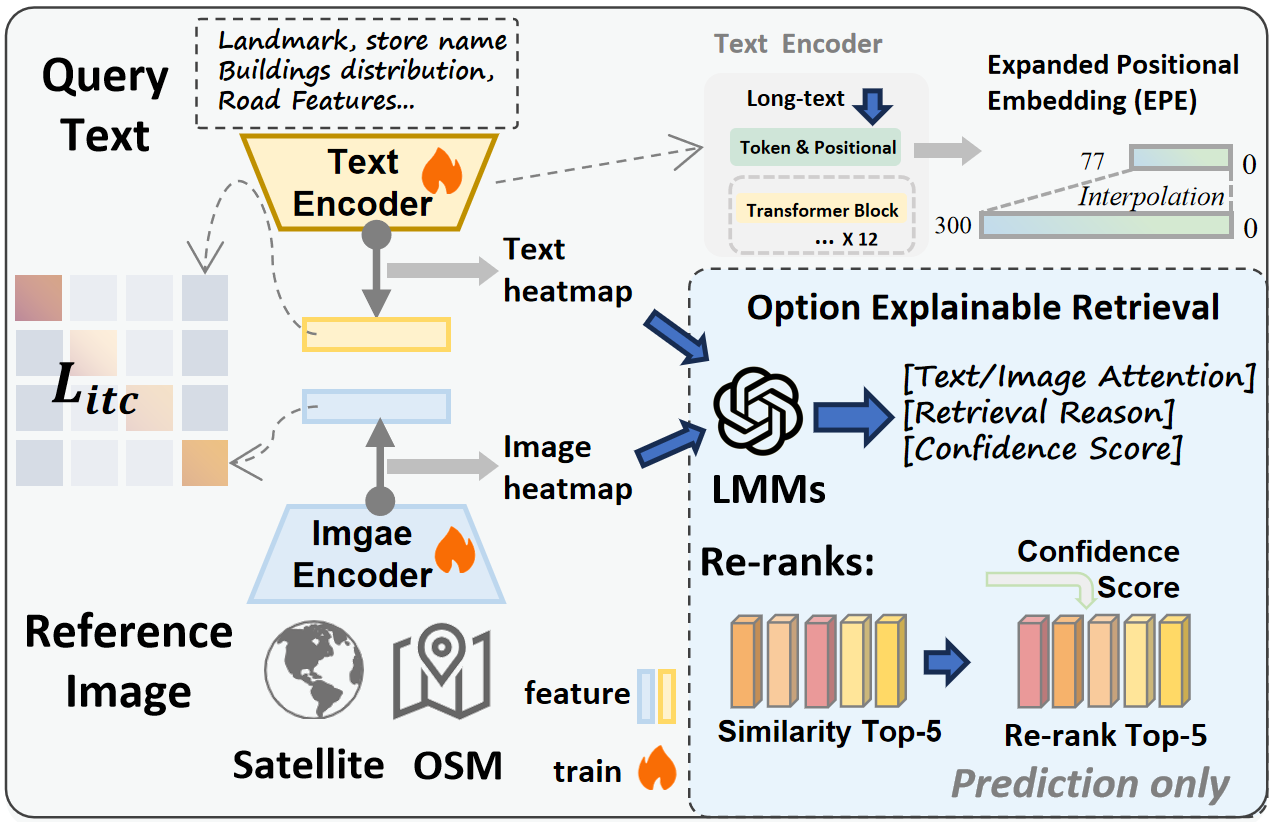 Query
Text
Landmark, store name
Buildings distribution,
Road Features...
Text
Encoder
Text Encoder
Long-text
Token & Positional
Transformer Block
... X 12
Expanded Positional
Embedding (EPE)
77
0
Interpolation
300
0
Text
heatmap
L_itc
Image
heatmap
Imgae
Encoder
Reference
Image
Satellite
OSM
feature
train
Option Explainable Retrieval
LMMs
[Text/Image Attention]
[Retrieval Reason]
[Confidence Score]
Re-ranks:
Confidence
Score
Similarity Top-5
Re-rank Top-5
Prediction only